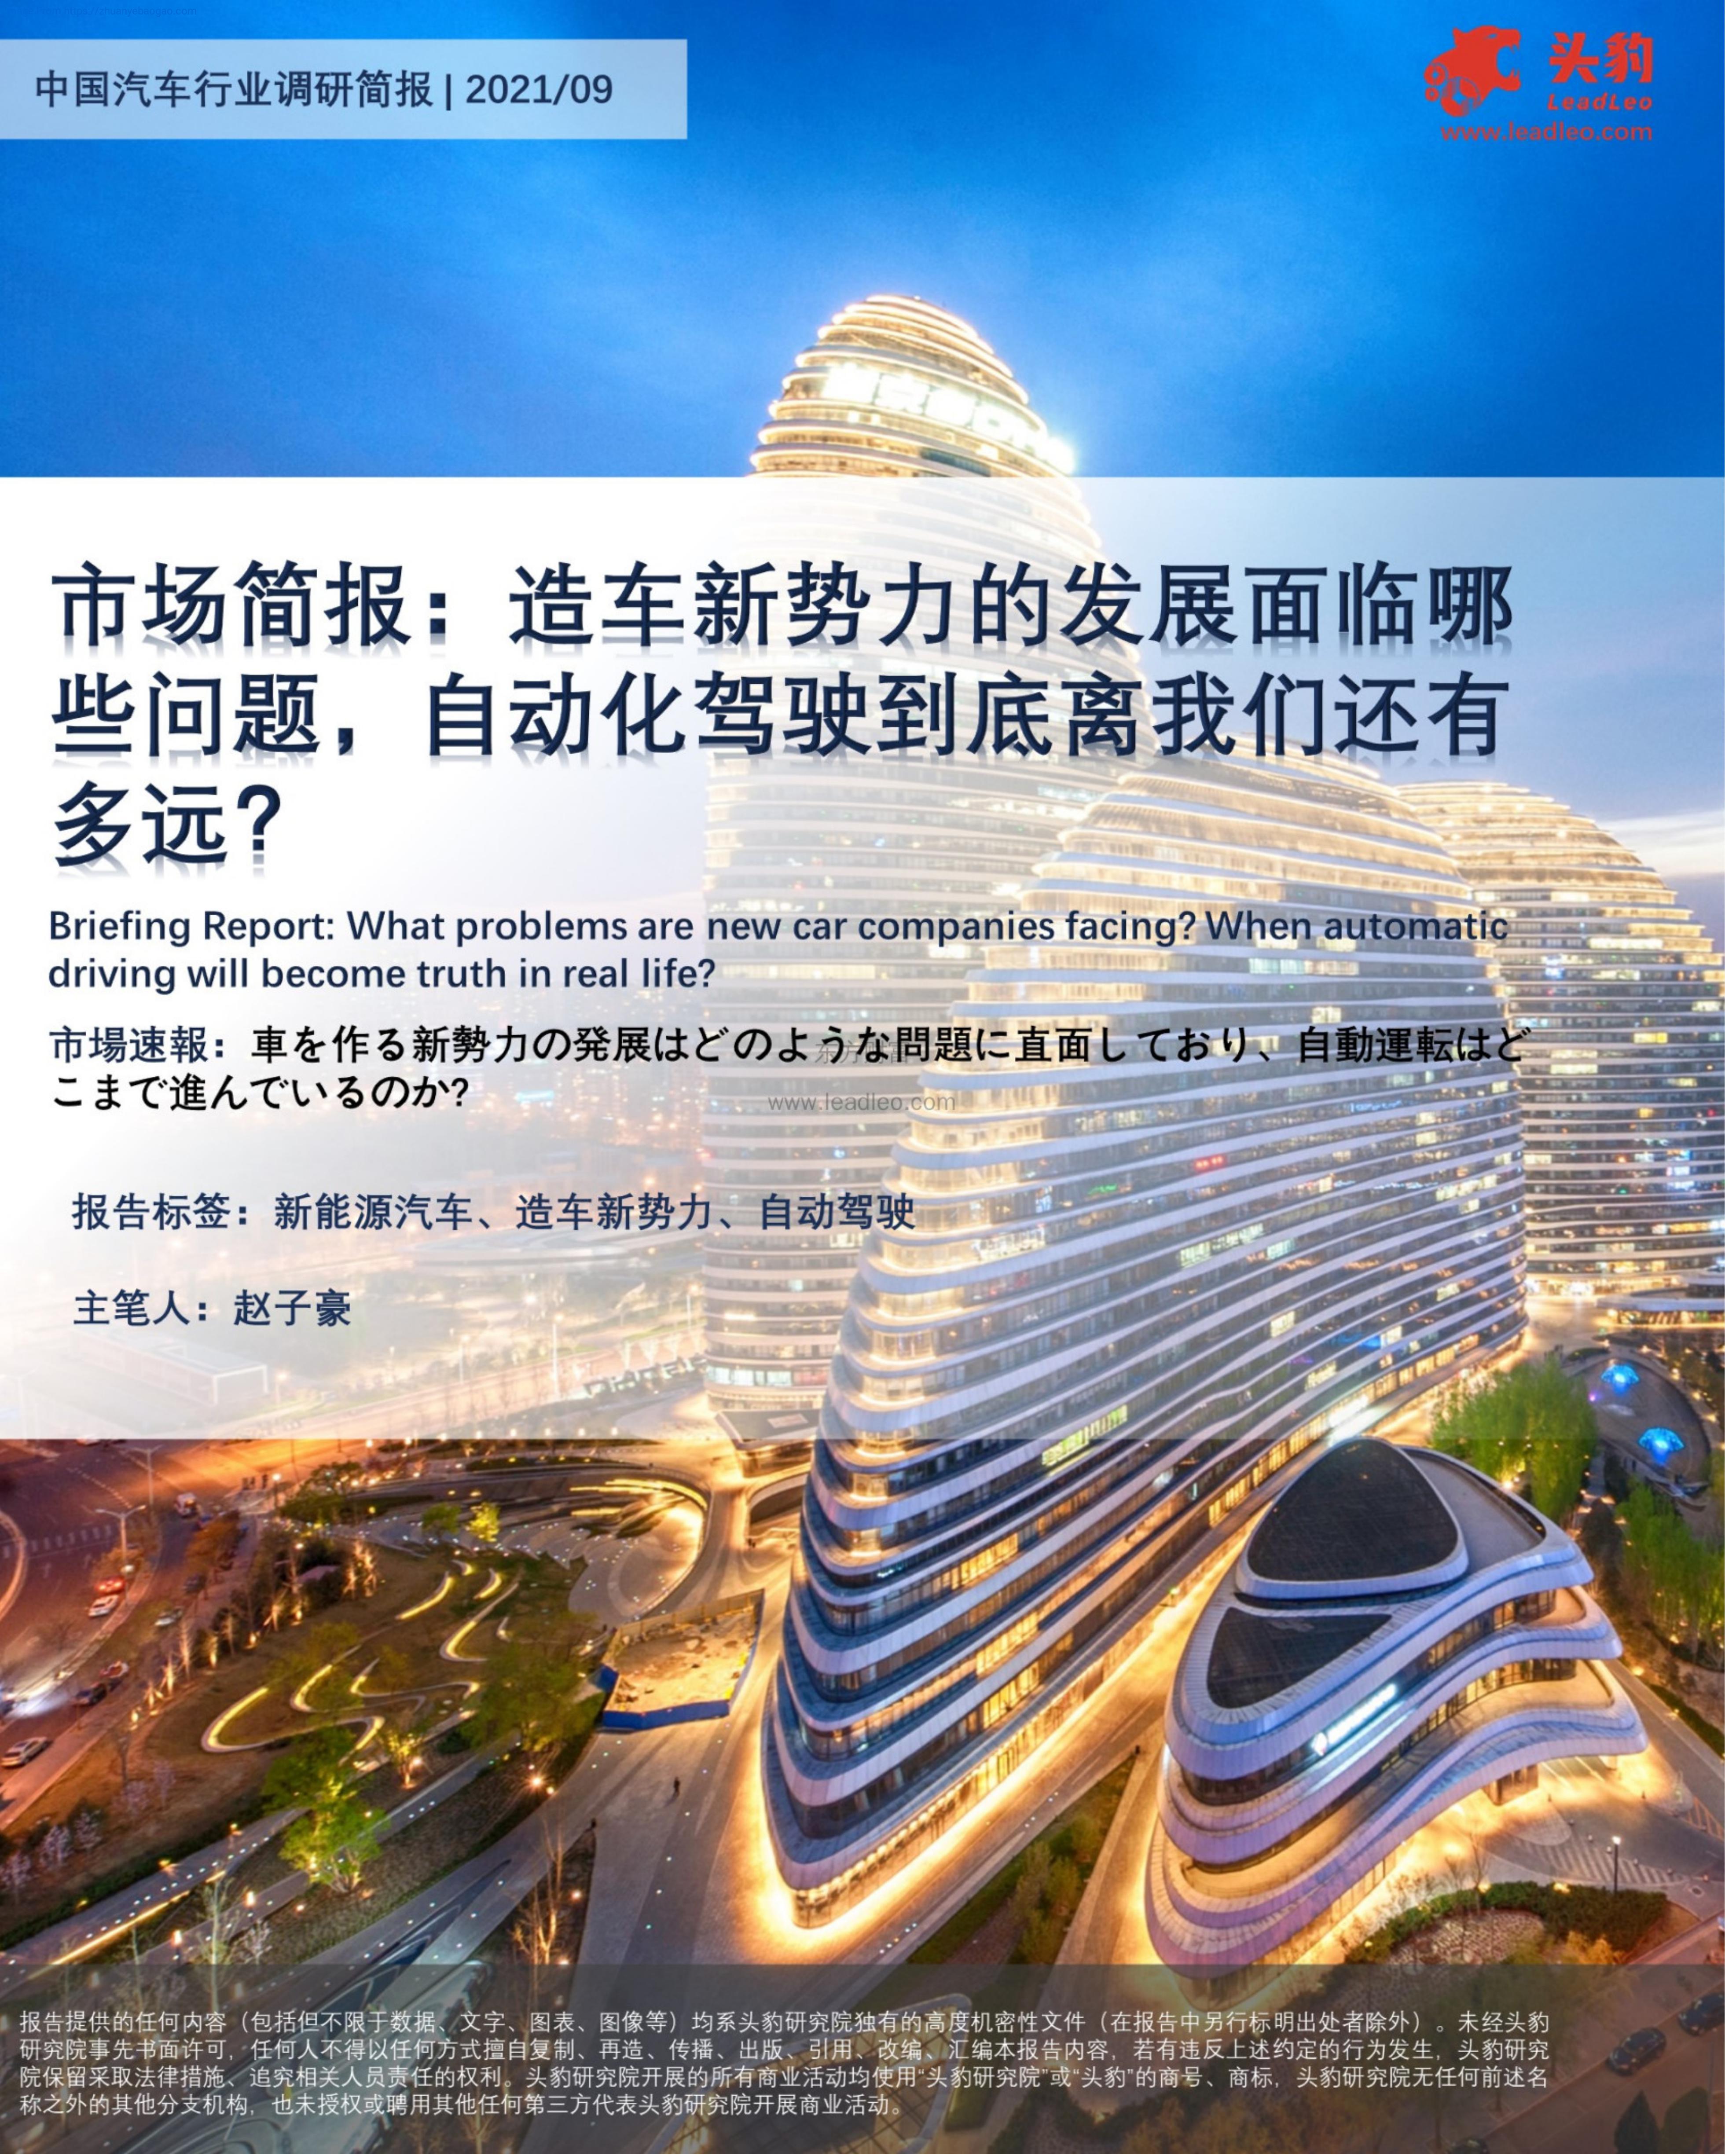 中国汽车行业调研简报 | 2021/09
头豹
LeadLeo
www.leadleo.com
市场简报：造车新势力的发展面临哪
些问题，自动化驾驶到底离我们还有
多远？
Briefing Report: What problems are new car companies facing? When automatic
driving will become truth in real life?
市場速報：車を作る新勢力の発展はどのような問題に直面しており、自動運転はど
こまで進んでいるのか?
www.leadleo.com
报告标签：新能源汽车、造车新势力、自动驾驶
主笔人：赵子豪
报告提供的任何内容（包括但不限于数据、文字、图表、图像等）均系头豹研究院独有的高度机密性文件（在报告中另行标明出处者除外）。未经头豹
研究院事先书面许可，任何人不得以任何方式擅自复制、再造、传播、出版、引用、改编、汇编本报告内容，若有违反上述约定的行为发生，头豹研究
院保留采取法律措施、追究相关人员责任的权利。头豹研究院开展的所有商业活动均使用“头豹研究院”或“头豹”的商号、商标，头豹研究院无任何前述名
称之外的其他分支机构，也未授权或聘用其他任何第三方代表头豹研究院开展商业活动。